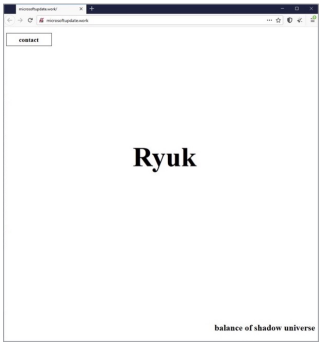 microsoftupdate.work/
microsoftupdate.work
contact
Ryuk
balance of shadow universe